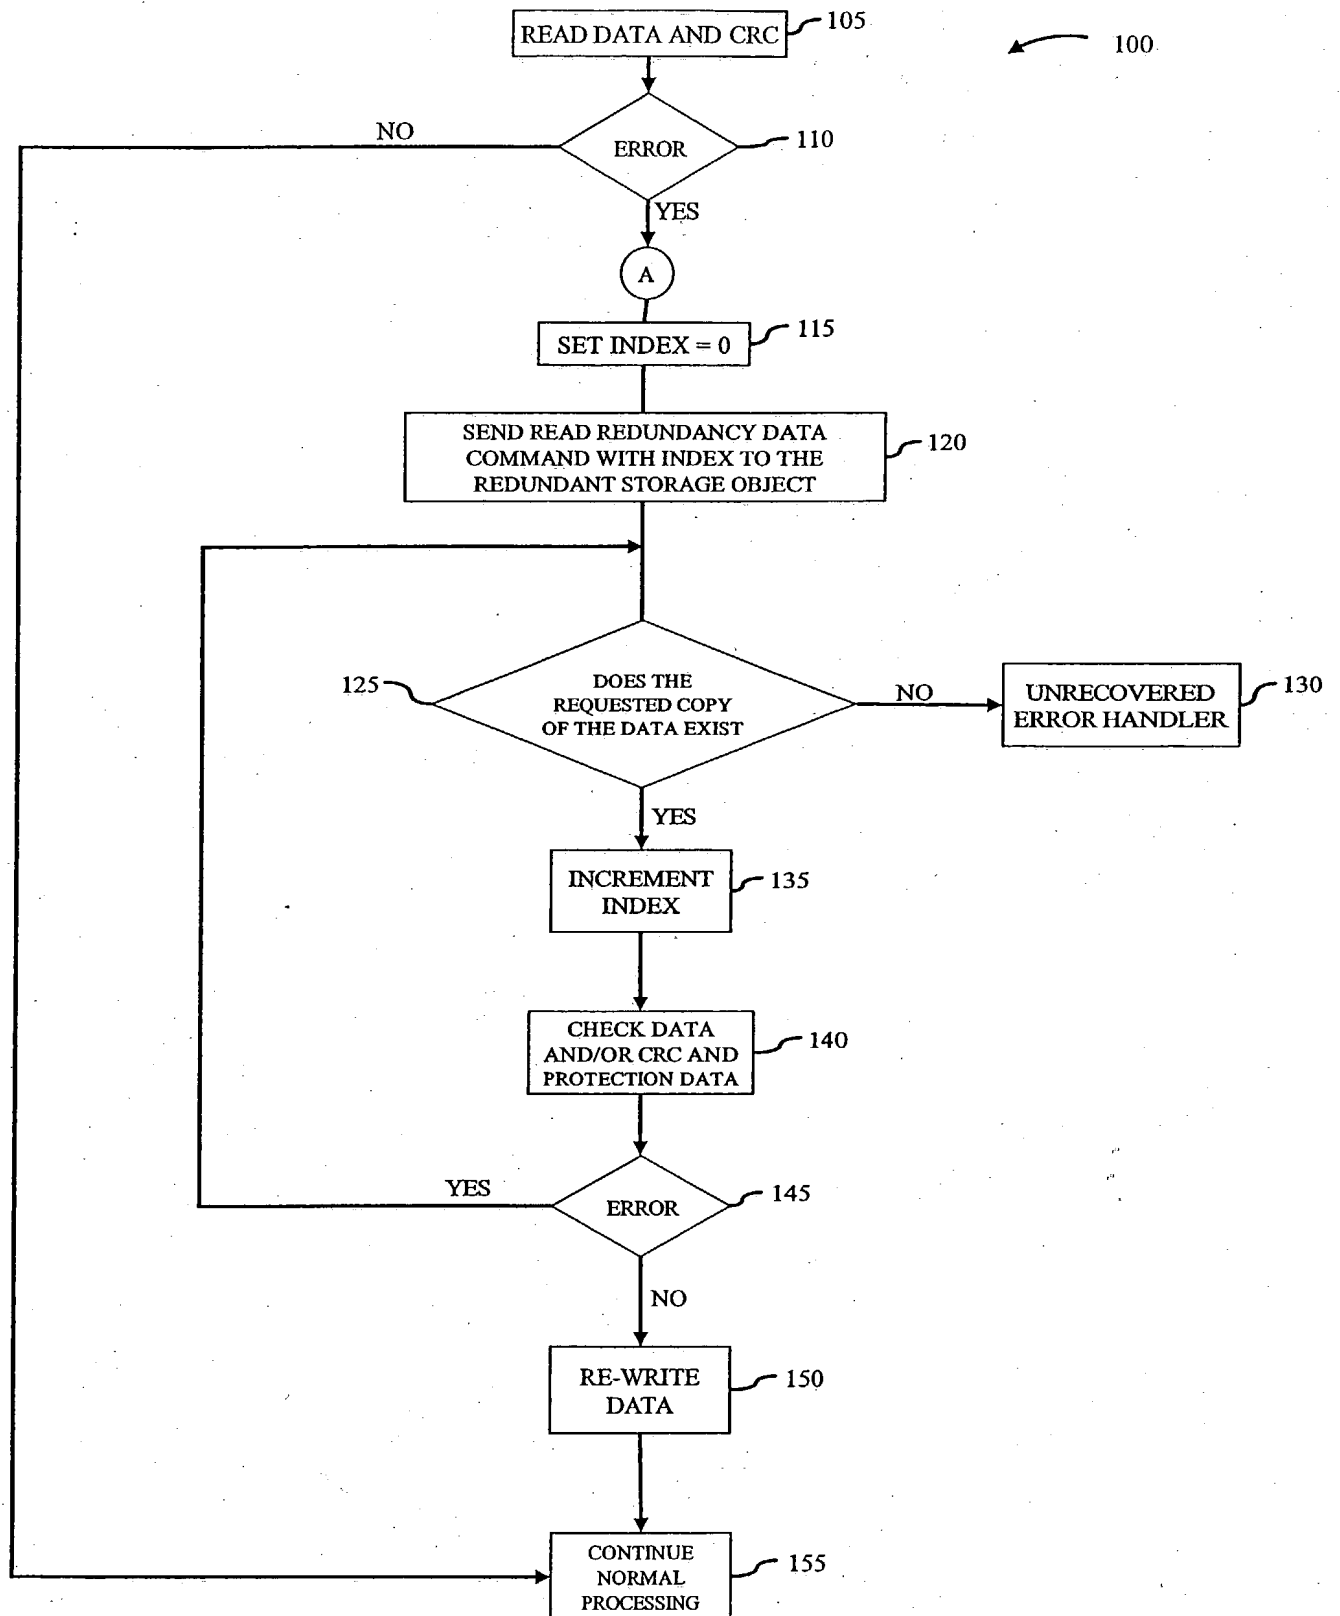 READ DATA AND CRC
105
100
NO
ERROR
110
YES
A
SET INDEX = 0
115
SEND READ REDUNDANCY DATA
COMMAND WITH INDEX TO THE
REDUNDANT STORAGE OBJECT
120
125
DOES THE
REQUESTED COPY
OF THE DATA EXIST
NO
UNRECOVERED
ERROR HANDLER
130
YES
INCREMENT
INDEX
135
CHECK DATA
AND/OR CRC AND
PROTECTION DATA
140
YES
ERROR
145
NO
RE-WRITE
DATA
150
CONTINUE
NORMAL
PROCESSING
155